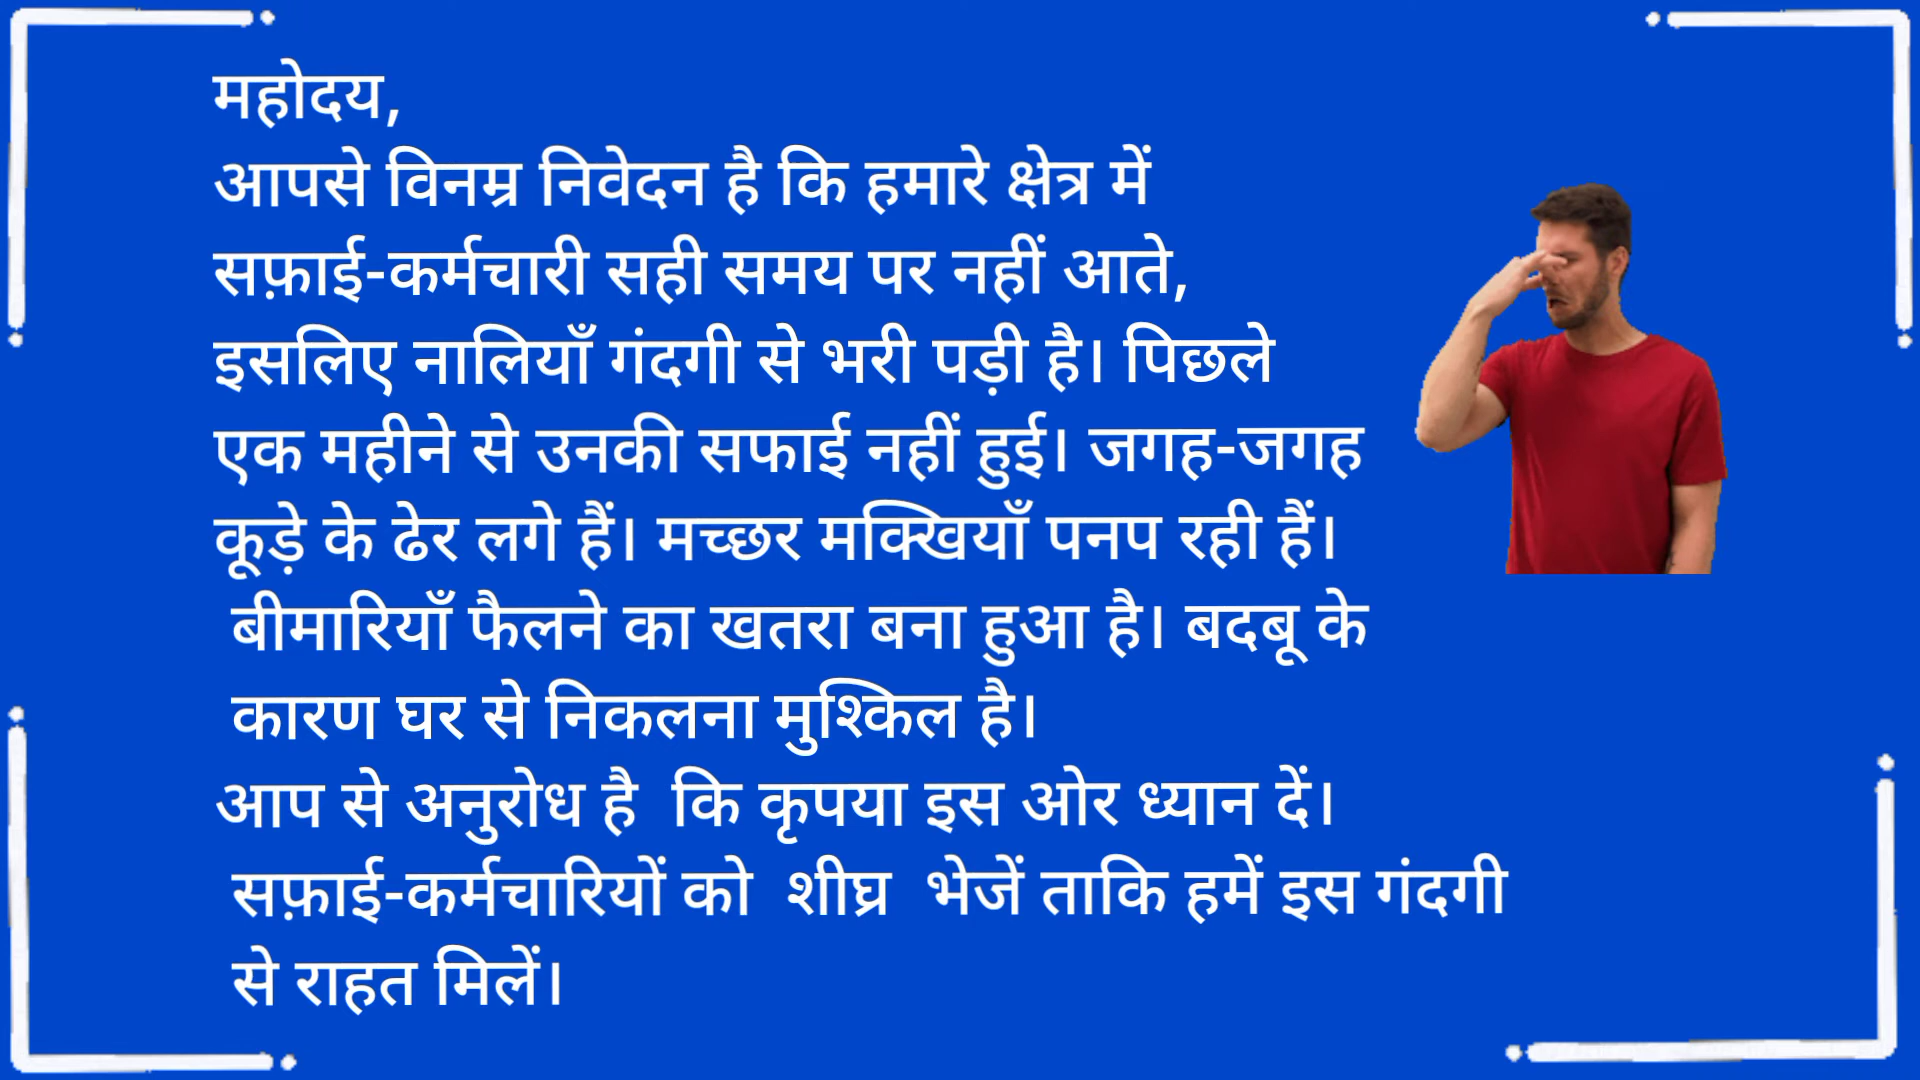 महोदय,
आपसे विनम्र निवेदन है कि हमारे क्षेत्र में
सफ़ाई-कर्मचारी सही समय पर नहीं आते,
इसलिए नालियाँ गंदगी से भरी पड़ी है। पिछले
एक महीने से उनकी सफाई नहीं हुई। जगह-जगह
कूड़े के ढेर लगे हैं। मच्छर मक्खियाँ पनप रही हैं।
बीमारियाँ फैलने का खतरा बना हुआ है। बदबू के
कारण घर से निकलना मुश्किल है।
आप से अनुरोध है कि कृपया इस ओर ध्यान दें।
सफ़ाई-कर्मचारियों को शीघ्र भेजें ताकि हमें इस गंदगी
से राहत मिलें।